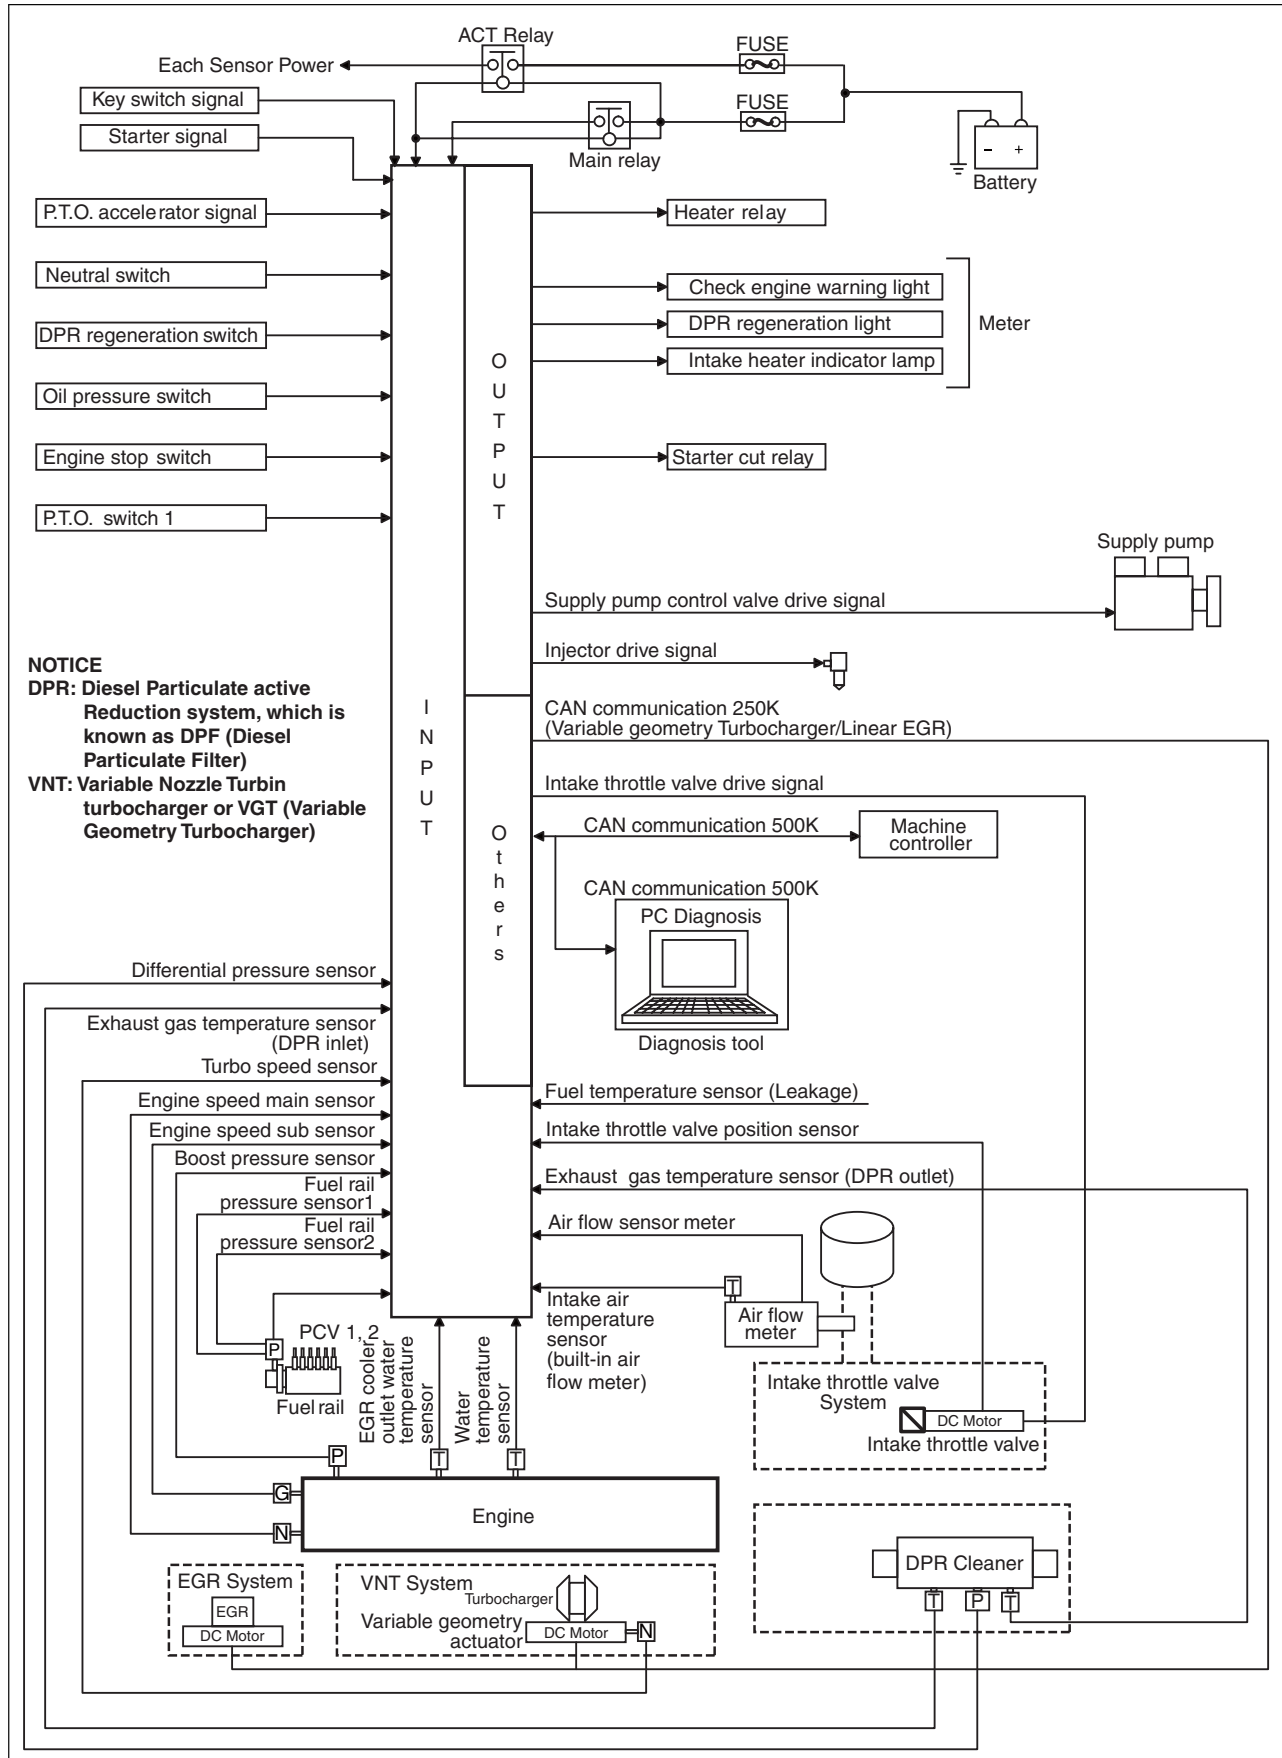 ACT Relay
FUSE
Each Sensor Power
Key switch signal
FUSE
Starter signal
Main relay
- +
Battery
P.T.O. accelerator signal
Heater relay
Neutral switch
Check engine warning light
DPR regeneration switch
DPR regeneration light
Meter
Intake heater indicator lamp
Oil pressure switch
Engine stop switch
Starter cut relay
P.T.O. switch 1
OUTPUT
Supply pump
Supply pump control valve drive signal
Injector drive signal
NOTICE
DPR: Diesel Particulate active
Reduction system, which is
known as DPF (Diesel
Particulate Filter)
VNT: Variable Nozzle Turbin
turbocharger or VGT (Variable
Geometry Turbocharger)
INPUT
CAN communication 250K
(Variable geometry Turbocharger/Linear EGR)
Intake throttle valve drive signal
Others
CAN communication 500K
Machine
controller
CAN communication 500K
PC Diagnosis
Diagnosis tool
Differential pressure sensor
Exhaust gas temperature sensor
(DPR inlet)
Turbo speed sensor
Engine speed main sensor
Engine speed sub sensor
Boost pressure sensor
Fuel rail
pressure sensor1
Fuel rail
pressure sensor2
Fuel temperature sensor (Leakage)
Intake throttle valve position sensor
Exhaust gas temperature sensor (DPR outlet)
Air flow sensor meter
T
Intake air
temperature
sensor
(built-in air
flow meter)
Air flow
meter
PCV 1, 2
P
Fuel rail
EGR cooler
outlet water
temperature
sensor
Water
temperature
sensor
Intake throttle valve
System
DC Motor
Intake throttle valve
P
T
T
G
N
Engine
EGR System
EGR
DC Motor
VNT System
Turbocharger
Variable geometry
actuator
DC Motor
N
DPR Cleaner
T
P
T